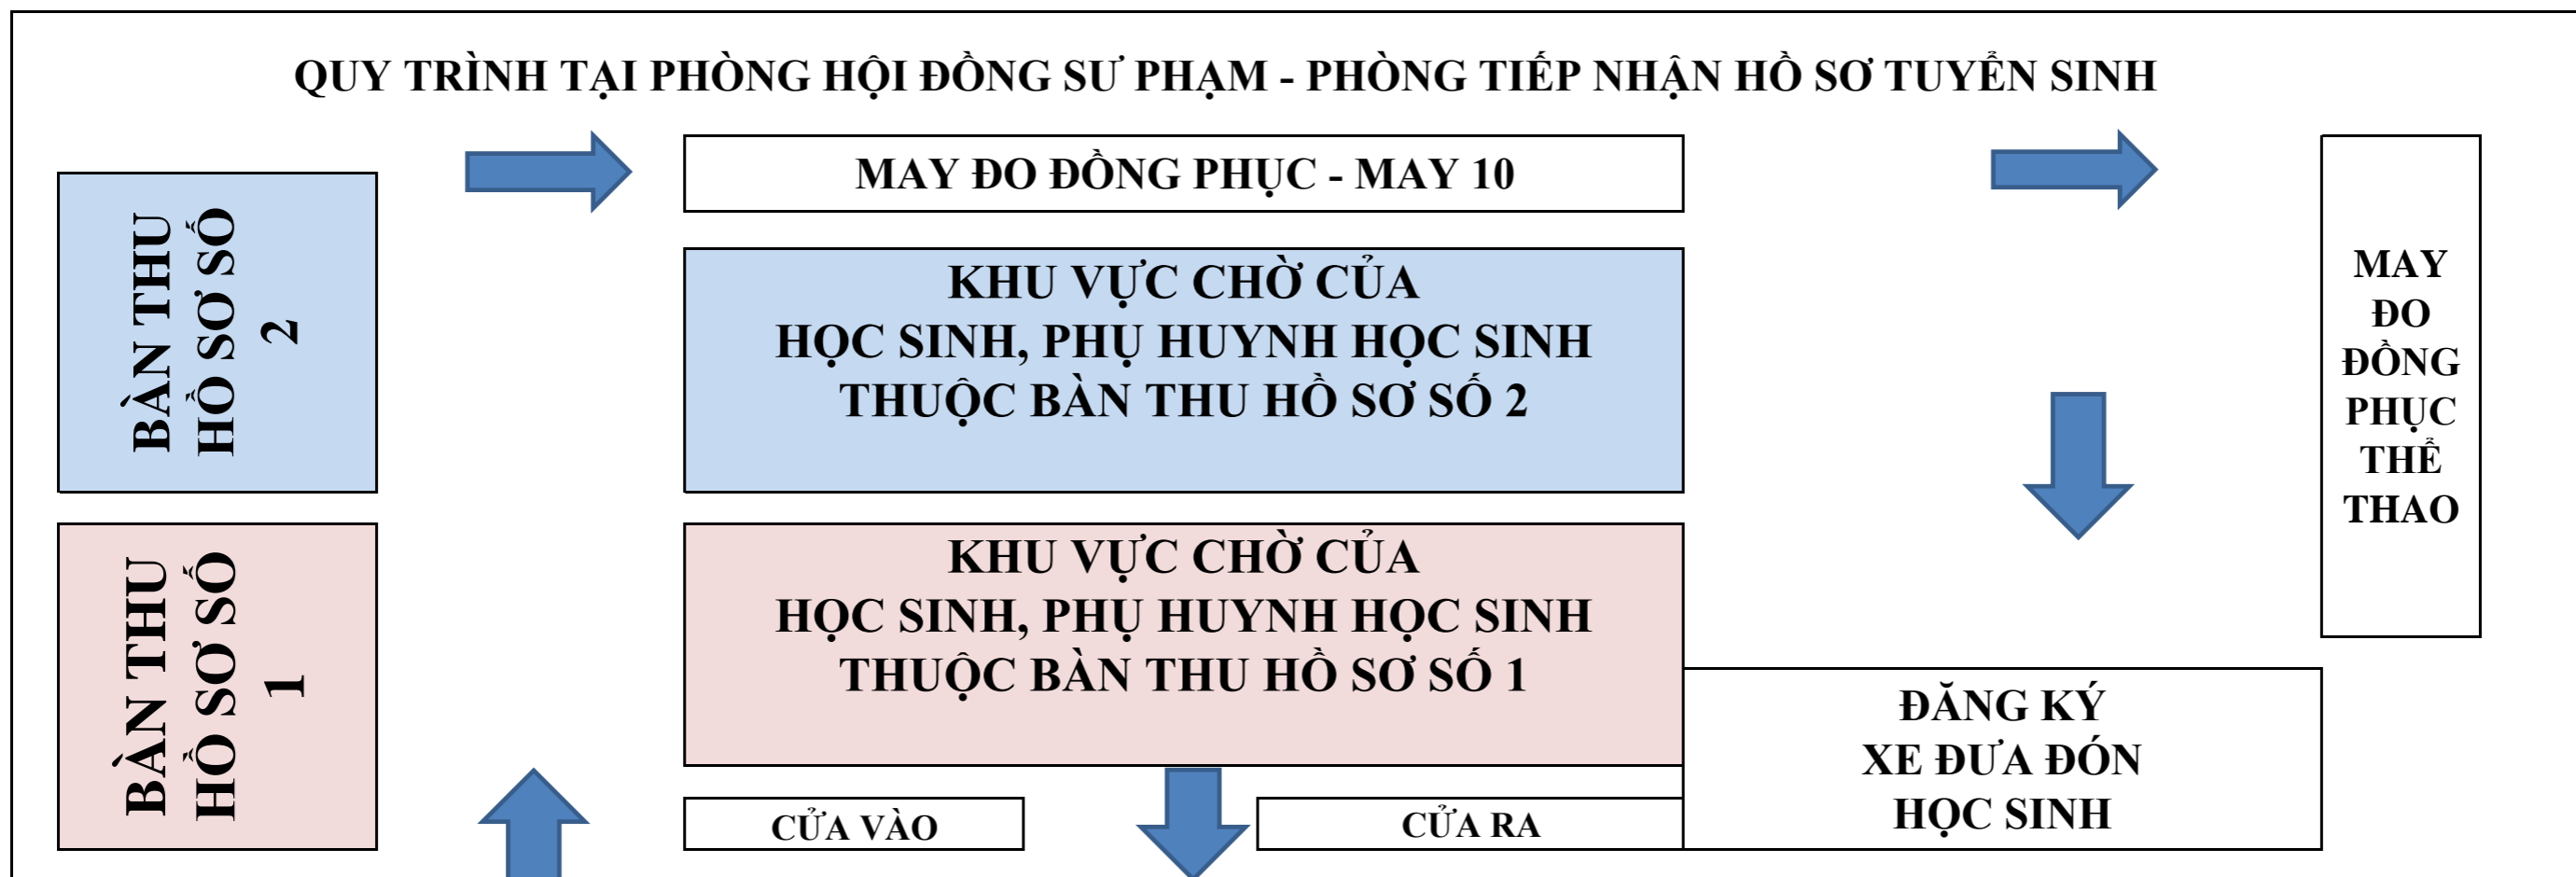 QUY TRÌNH TẠI PHÒNG HỘI ĐỒNG SƯ PHẠM - PHÒNG TIẾP NHẬN HỒ SƠ TUYỂN SINH
BÀN THU
HỒ SƠ SỐ
2
MAY ĐO ĐỒNG PHỤC - MAY 10
KHU VỰC CHỜ CỦA
HỌC SINH, PHỤ HUYNH HỌC SINH
THUỘC BÀN THU HỒ SƠ SỐ 2
MAY
ĐO
ĐỒNG
PHỤC
THỂ
THAO
BÀN THU
HỒ SƠ SỐ
1
KHU VỰC CHỜ CỦA
HỌC SINH, PHỤ HUYNH HỌC SINH
THUỘC BÀN THU HỒ SƠ SỐ 1
ĐĂNG KÝ
XE ĐƯA ĐÓN
HỌC SINH
CỬA VÀO
CỬA RA